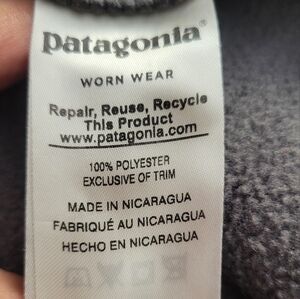 patagonia®
WORN WEAR
Repair, Reuse, Recycle
This Product
www.patagonia.com
100% POLYESTER
EXCLUSIVE OF TRIM
MADE IN NICARAGUA
FABRIQUÉ AU NICARAGUA
HECHO EN NICARAGUA